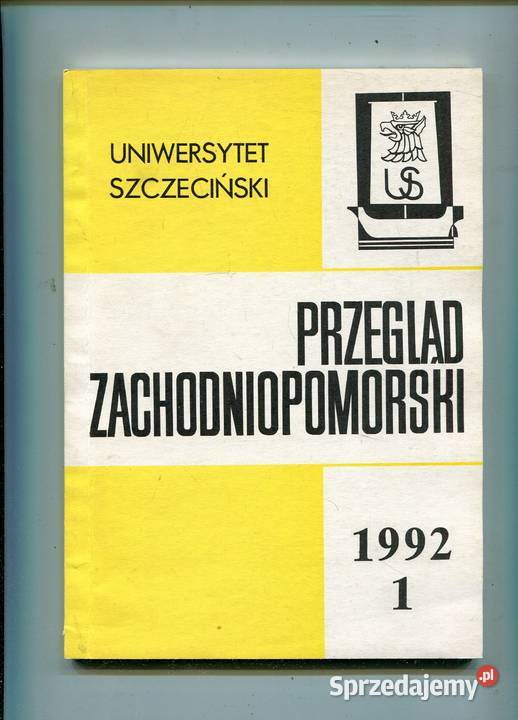 UNIWERSYTET
SZCZECIŃSKI
US
PRZEGLĄD
ZACHODNIOPOMORSKI
1992
1
Sprzedajemy.pl